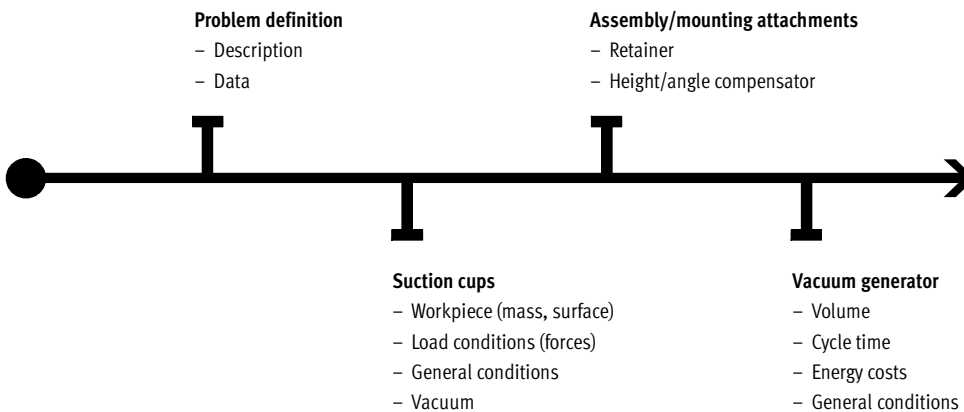 Problem definition
– Description
– Data
Assembly/mounting attachments
– Retainer
– Height/angle compensator
Suction cups
– Workpiece (mass, surface)
– Load conditions (forces)
– General conditions
– Vacuum
Vacuum generator
– Volume
– Cycle time
– Energy costs
– General conditions